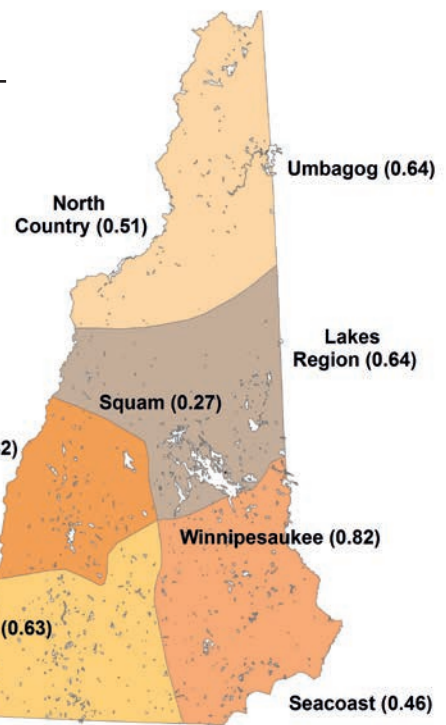 Umbagog (0.64)
North
Country (0.51)
Lakes
Region (0.64)
Squam (0.27)
2)
Winnipesaukee (0.82)
(0.63)
Seacoast (0.46)